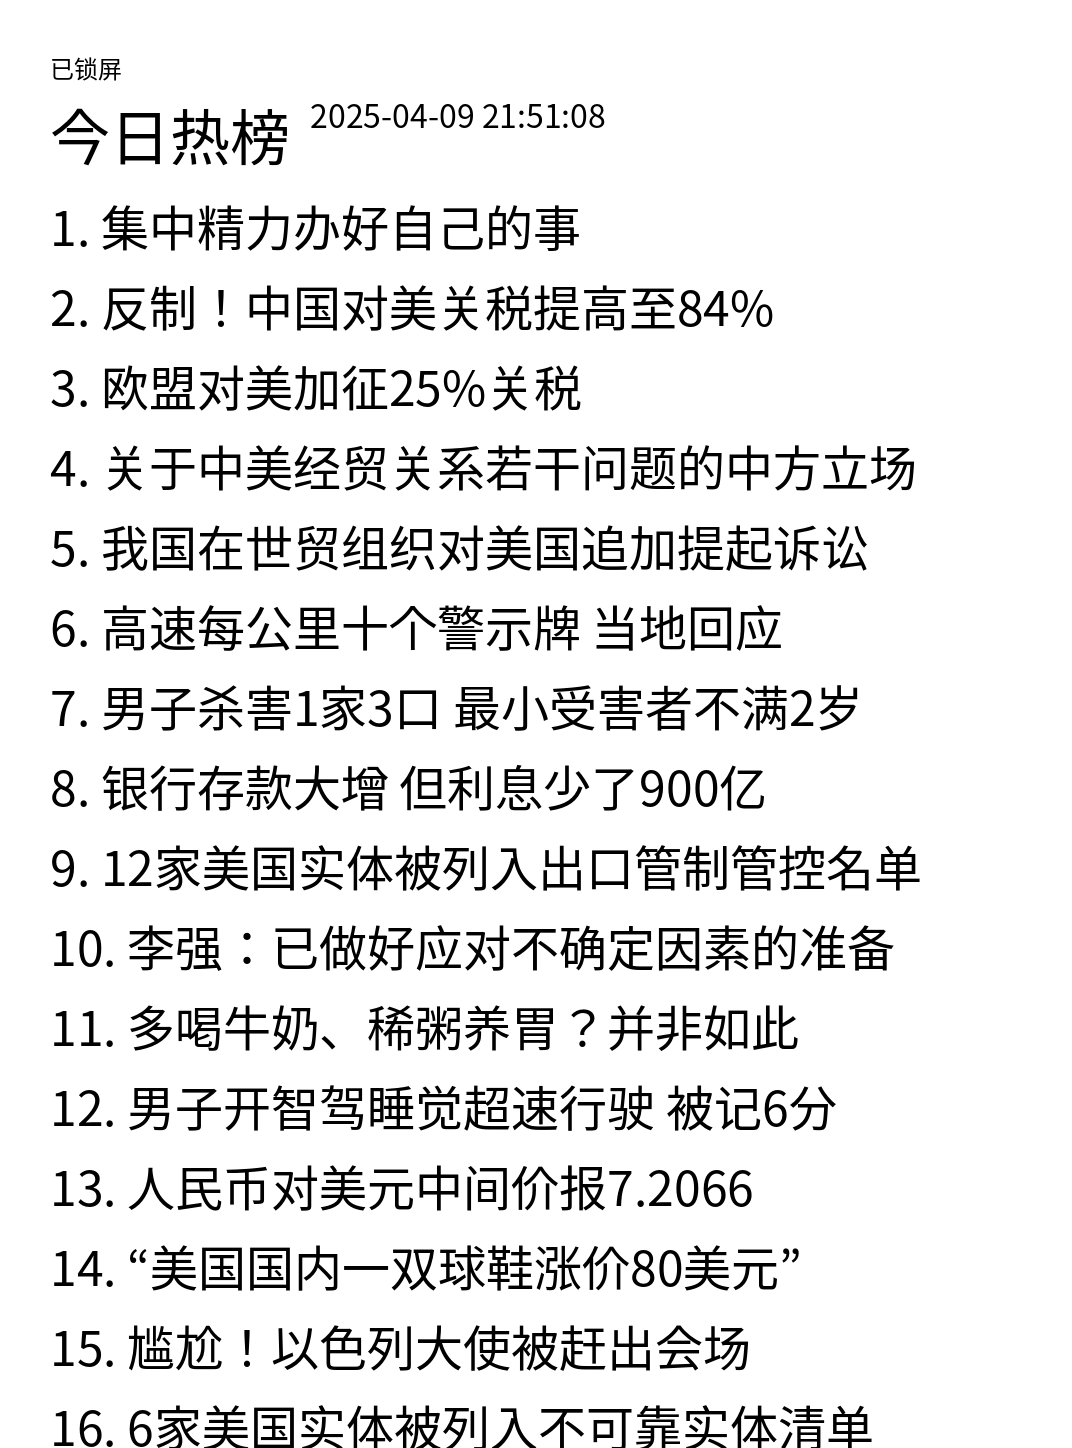 已锁屏
今日热榜 2025-04-09 21:51:08
1. 集中精力办好自己的事
2. 反制！中国对美关税提高至84%
3. 欧盟对美加征25%关税
4. 关于中美经贸关系若干问题的中方立场
5. 我国在世贸组织对美国追加提起诉讼
6. 高速每公里十个警示牌 当地回应
7. 男子杀害1家3口 最小受害者不满2岁
8. 银行存款大增 但利息少了900亿
9. 12家美国实体被列入出口管制管控名单
10. 李强：已做好应对不确定因素的准备
11. 多喝牛奶、稀粥养胃？并非如此
12. 男子开智驾睡觉超速行驶 被记6分
13. 人民币对美元中间价报7.2066
14. “美国国内一双球鞋涨价80美元”
15. 尴尬！以色列大使被赶出会场
16. 6家美国实体被列入不可靠实体清单